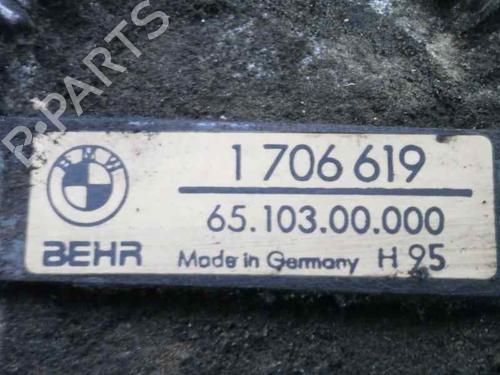 B-PARTS
BMW
1 706 619
65.103.00.000
BEHR Made in Germany H 95